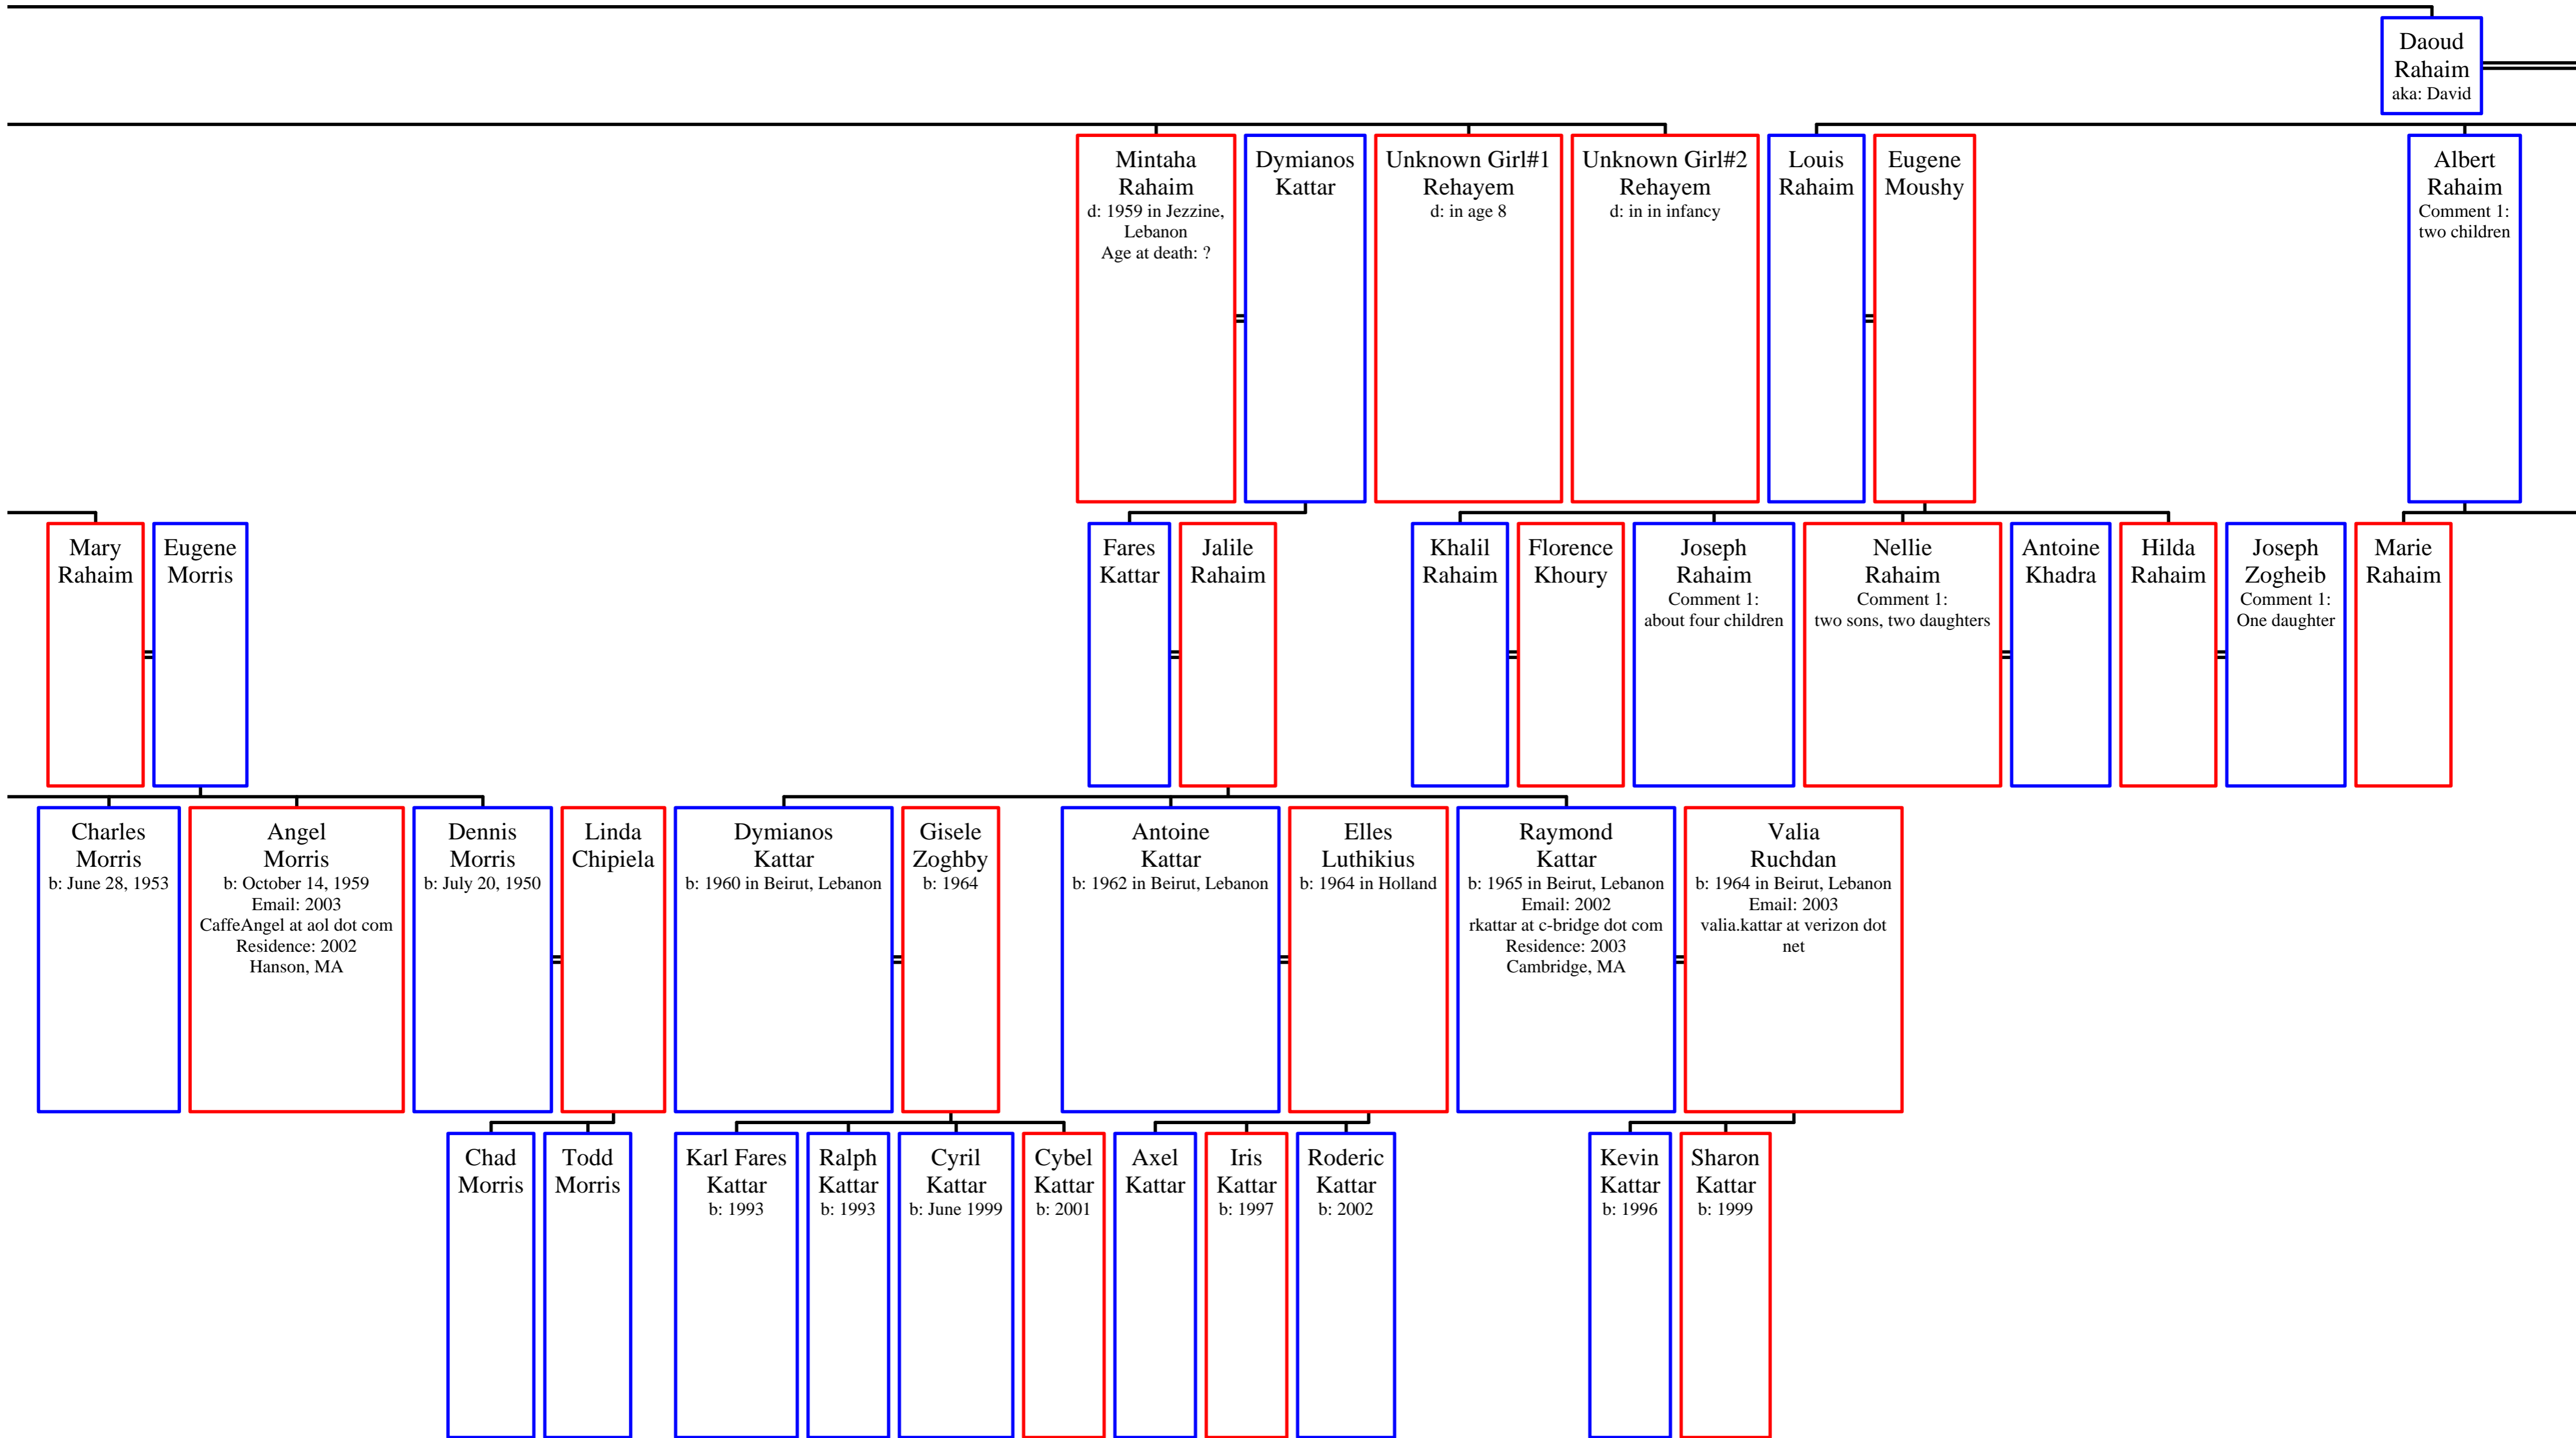 Daoud
Rahaim
aka: David
Mintaha
Rahaim
d: 1959 in Jezzine,
Lebanon
Age at death: ?
Dymianos
Kattar
Unknown Girl#1
Rehayem
d: in age 8
Unknown Girl#2
Rehayem
d: in in infancy
Louis
Rahaim
Eugene
Moushy
Albert
Rahaim
Comment 1:
two children
Mary
Rahaim
Eugene
Morris
Fares
Kattar
Jalile
Rahaim
Khalil
Rahaim
Florence
Khoury
Joseph
Rahaim
Comment 1:
about four children
Nellie
Rahaim
Comment 1:
two sons, two daughters
Antoine
Khadra
Hilda
Rahaim
Joseph
Zogheib
Comment 1:
One daughter
Marie
Rahaim
Charles
Morris
b: June 28, 1953
Angel
Morris
b: October 14, 1959
Email: 2003
CaffeAngel at aol dot com
Residence: 2002
Hanson, MA
Dennis
Morris
b: July 20, 1950
Linda
Chipiela
Dymianos
Kattar
b: 1960 in Beirut, Lebanon
Gisele
Zoghby
b: 1964
Antoine
Kattar
b: 1962 in Beirut, Lebanon
Elles
Luthikius
b: 1964 in Holland
Raymond
Kattar
b: 1965 in Beirut, Lebanon
Email: 2002
rkattar at c-bridge dot com
Residence: 2003
Cambridge, MA
Valia
Ruchdan
b: 1964 in Beirut, Lebanon
Email: 2003
valia.kattar at verizon dot
net
Chad
Morris
Todd
Morris
Karl Fares
Kattar
b: 1993
Ralph
Kattar
b: 1993
Cyril
Kattar
b: June 1999
Cybel
Kattar
b: 2001
Axel
Kattar
Iris
Kattar
b: 1997
Roderic
Kattar
b: 2002
Kevin
Kattar
b: 1996
Sharon
Kattar
b: 1999